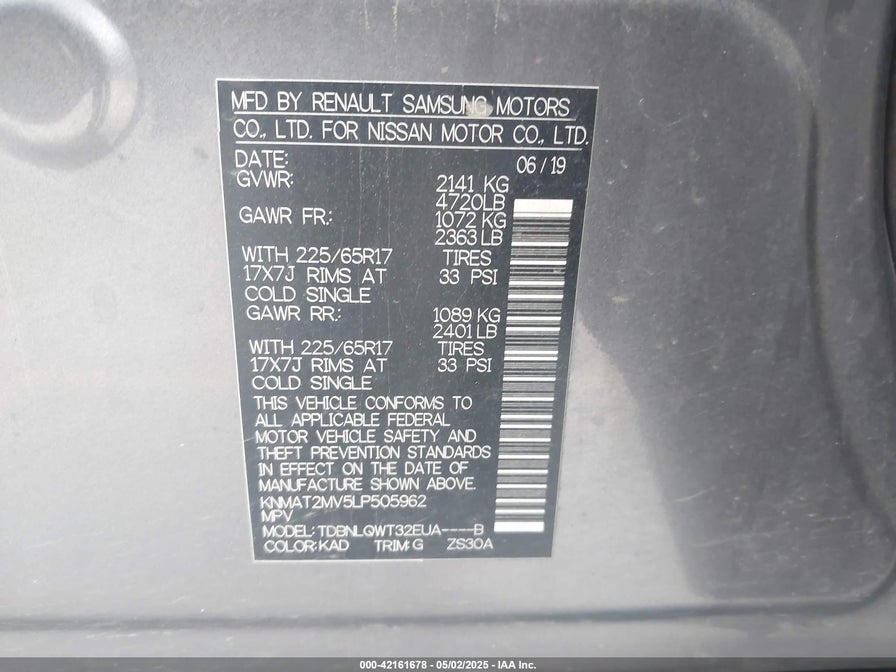 MFD BY RENAULT SAMSUNG MOTORS
CO., LTD. FOR NISSAN MOTOR CO., LTD.
DATE: 06/19
GVWR: 2141 KG
4720LB
GAWR FR.: 1072 KG
2363 LB
WITH 225/65R17 TIRES
17X7J RIMS AT 33 PSI
COLD SINGLE
GAWR RR.: 1089 KG
2401 LB
WITH 225/65R17 TIRES
17X7J RIMS AT 33 PSI
COLD SINGLE
THIS VEHICLE CONFORMS TO
ALL APPLICABLE FEDERAL
MOTOR VEHICLE SAFETY AND
THEFT PREVENTION STANDARDS
IN EFFECT ON THE DATE OF
MANUFACTURE SHOWN ABOVE.
KNMAT2MV5LP505962
MPV
MODEL: TDBNLQWT32EUA----B
COLOR:KAD TRIM:G ZS30A
000-42161678 - 05/02/2025 - IAA Inc.